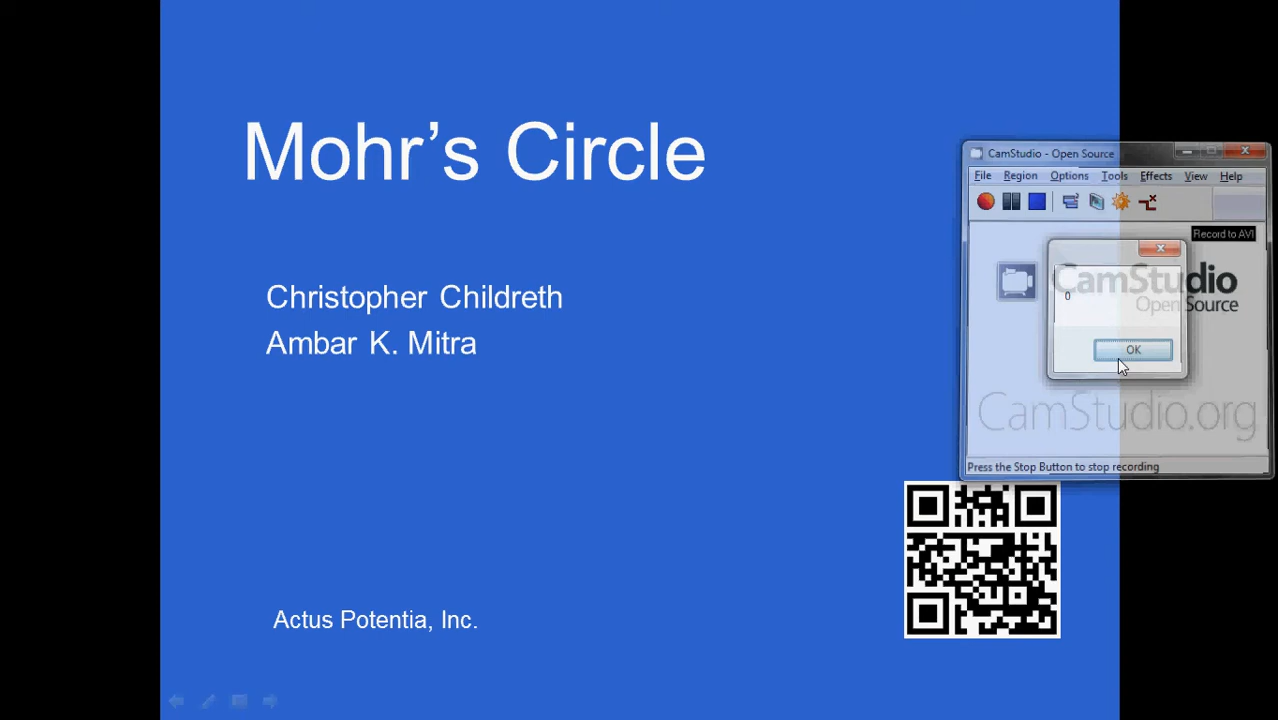 Mohr's Circle
Christopher Childreth
Ambar K. Mitra
Actus Potentia, Inc.
CamStudio - Open Source
File Region Options Tools Effects View Help
Record to AVI
CamStudio
Open Source
0
OK
CamStudio.org
Press the Stop Button to stop recording